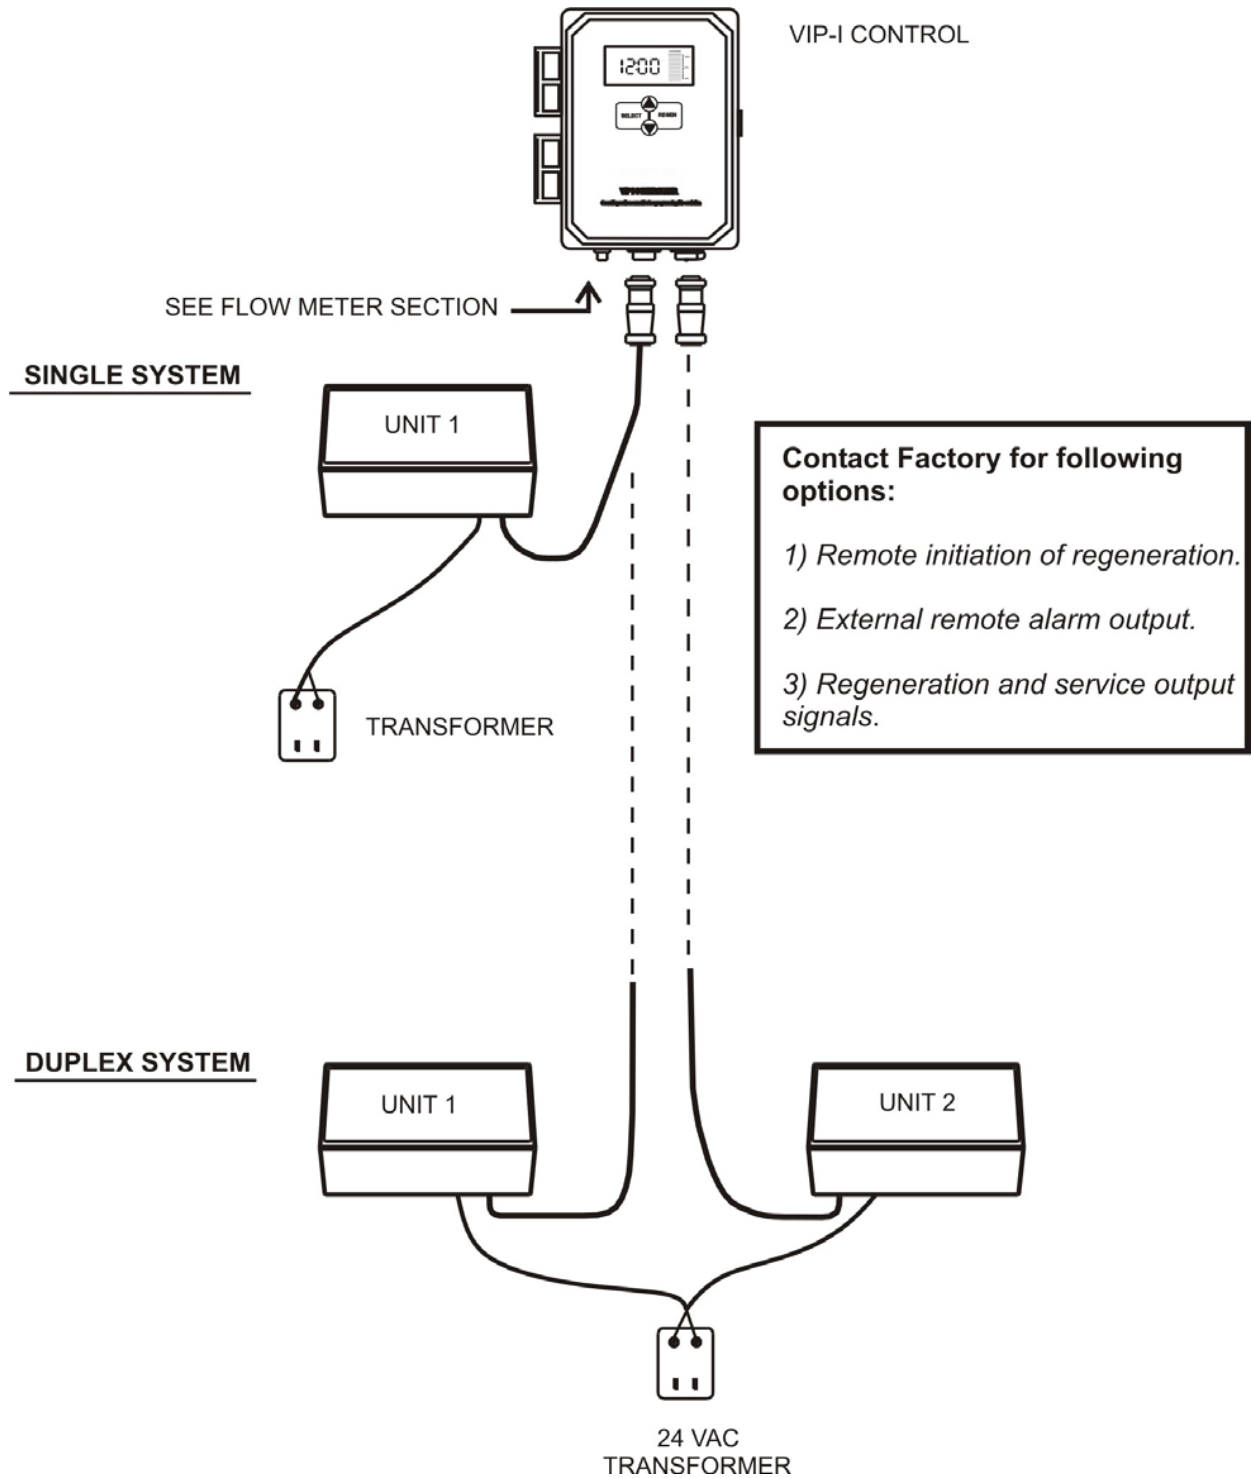 VIP-I CONTROL
12:00
SELECT
REGEN
SEE FLOW METER SECTION
SINGLE SYSTEM
UNIT 1
Contact Factory for following
options:
1) Remote initiation of regeneration.
2) External remote alarm output.
3) Regeneration and service output
signals.
TRANSFORMER
DUPLEX SYSTEM
UNIT 1
UNIT 2
24 VAC
TRANSFORMER